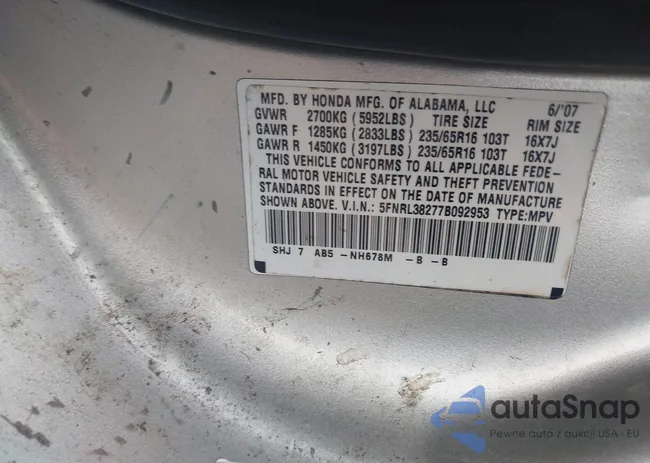 MFD. BY HONDA MFG. OF ALABAMA, LLC 6/'07
GVWR 2700KG (5952LBS) TIRE SIZE RIM SIZE
GAWR F 1285KG (2833LBS) 235/65R16 103T 16X7J
GAWR R 1450KG (3197LBS) 235/65R16 103T 16X7J
THIS VEHICLE CONFORMS TO ALL APPLICABLE FEDE-
RAL MOTOR VEHICLE SAFETY AND THEFT PREVENTION
STANDARDS IN EFFECT ON THE DATE OF MANUFACTURE
SHOWN ABOVE. V.I.N.: 5FNRL38277B092953 TYPE:MPV
SHJ 7 AB5 -NH678M -B -B
autaSnap
Pewne auta z aukcji USA i EU